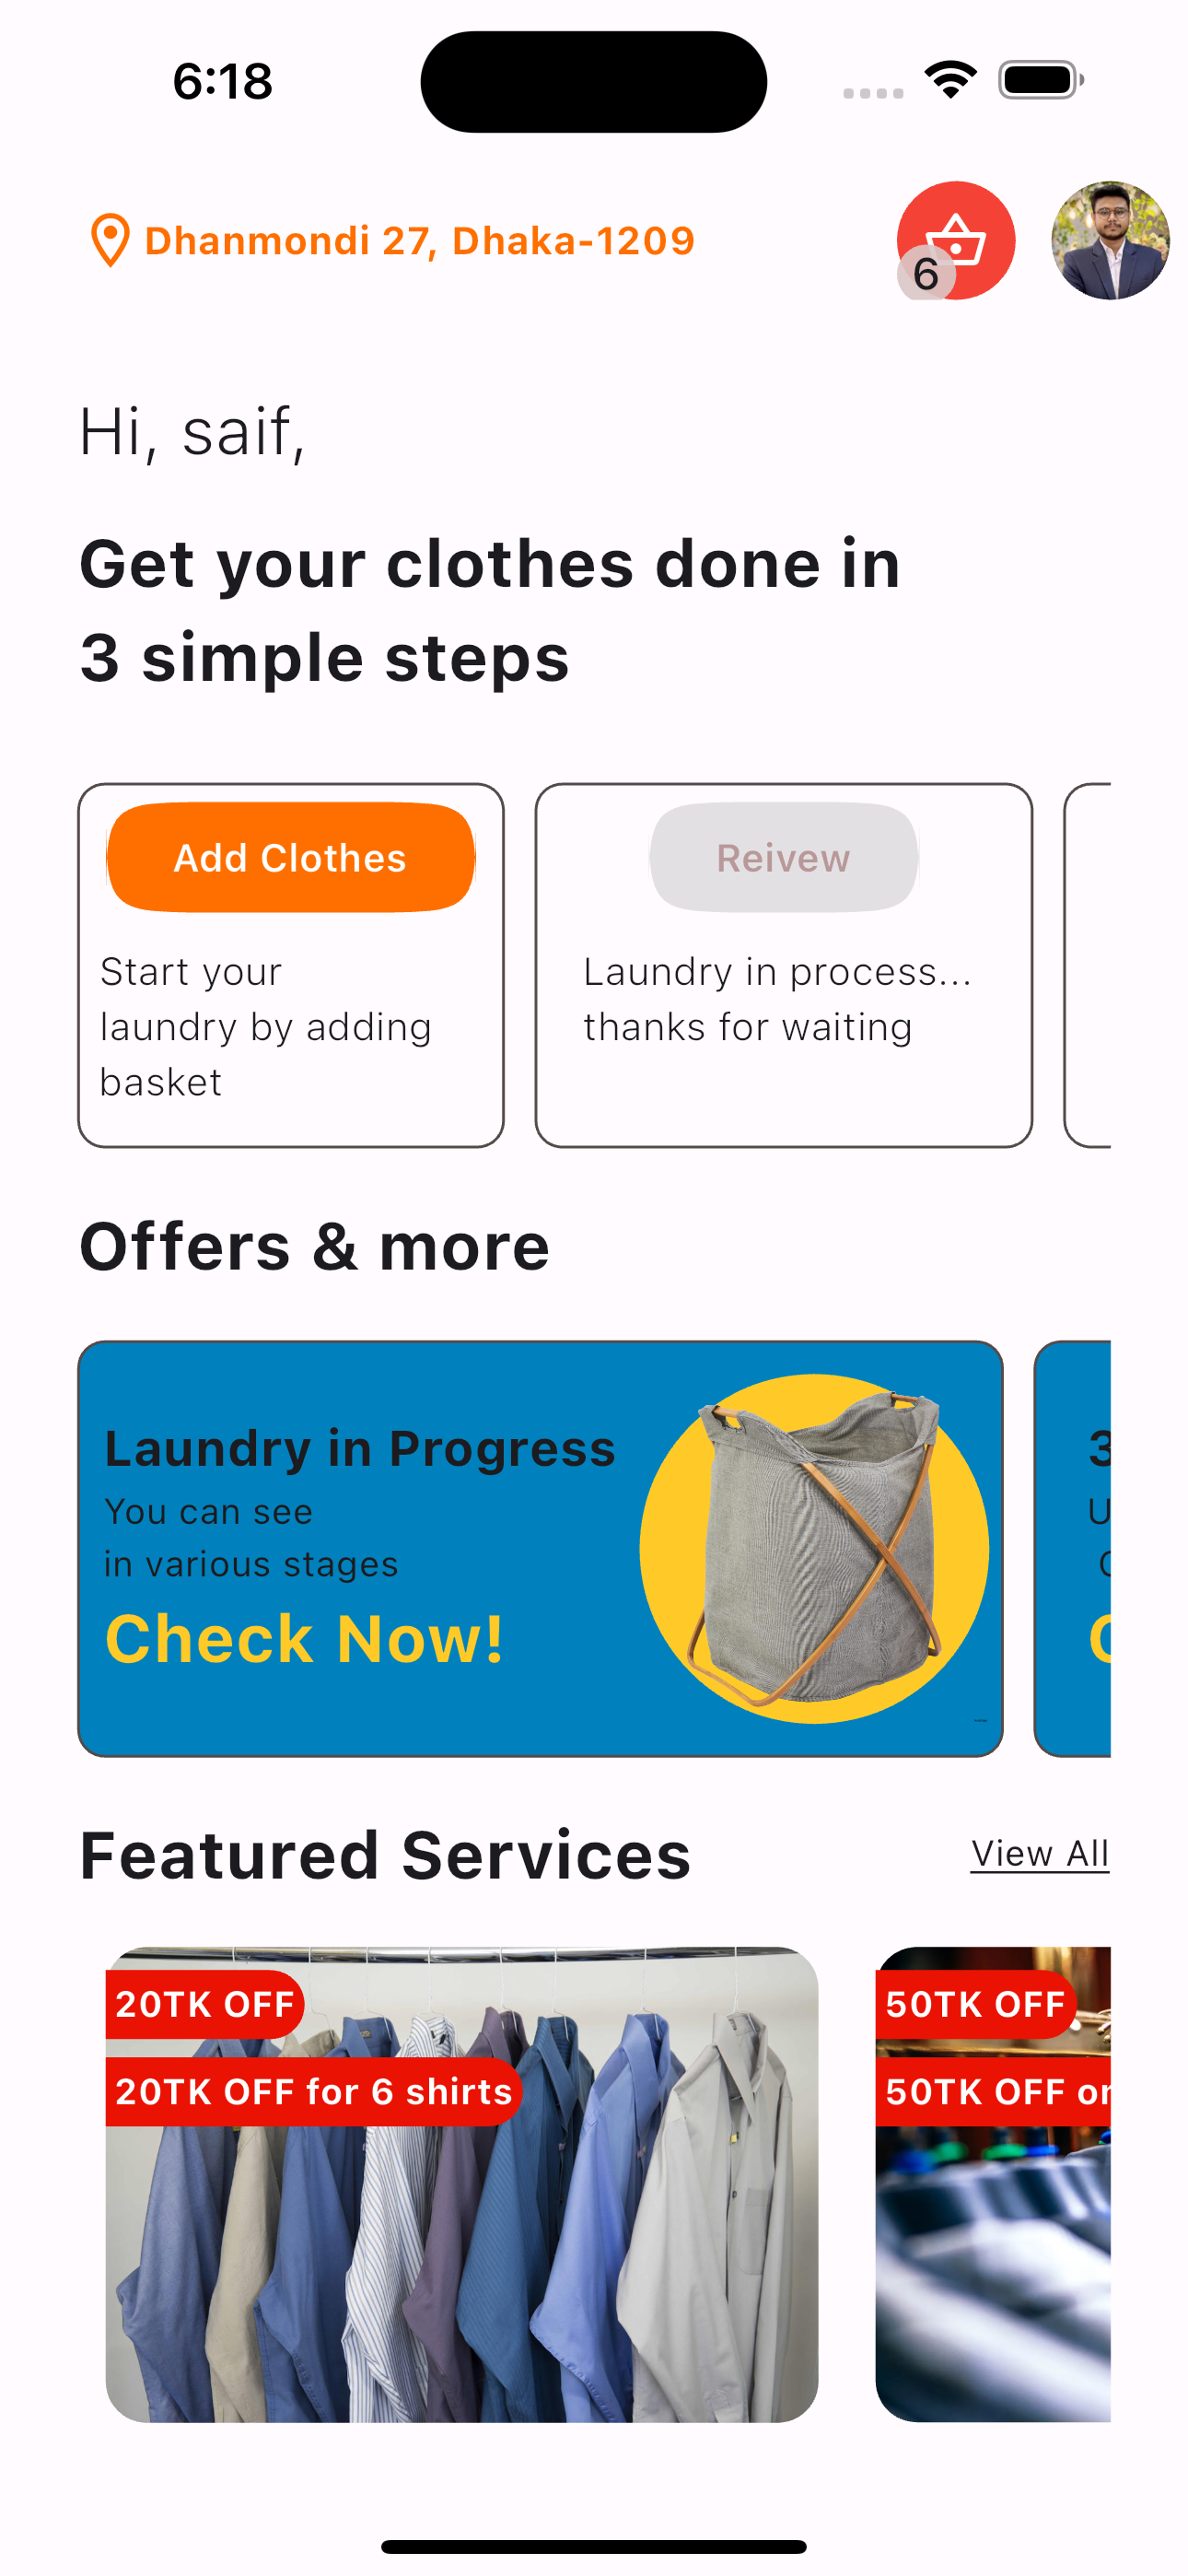 6:18
Dhanmondi 27, Dhaka-1209
6
Hi, saif,
Get your clothes done in
3 simple steps
Add Clothes
Start your
laundry by adding
basket
Reivew
Laundry in process...
thanks for waiting
Offers & more
Laundry in Progress
You can see
in various stages
Check Now!
3
U
Featured Services
View All
20TK OFF
20TK OFF for 6 shirts
50TK OFF
50TK OFF